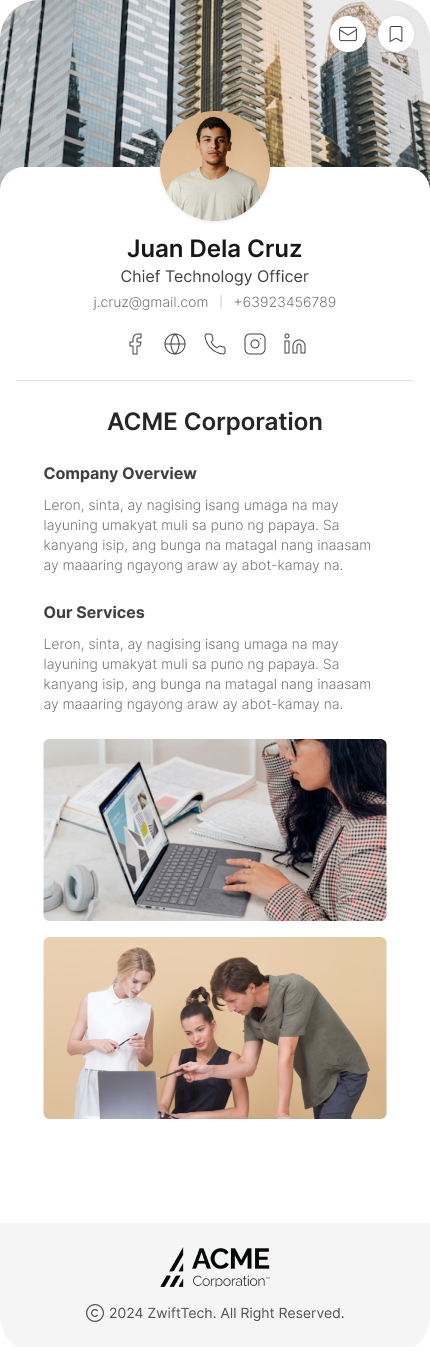 Juan Dela Cruz
Chief Technology Officer
j.cruz@gmail.com | +63923456789
ACME Corporation
Company Overview
Leron, sinta, ay nagising isang umaga na may
layuning umakyat muli sa puno ng papaya. Sa
kanyang isip, ang bunga na matagal nang inaasam
ay maaaring ngayong araw ay abot-kamay na.
Our Services
Leron, sinta, ay nagising isang umaga na may
layuning umakyat muli sa puno ng papaya. Sa
kanyang isip, ang bunga na matagal nang inaasam
ay maaaring ngayong araw ay abot-kamay na.
ACME
Corporation™
© 2024 ZwiftTech. All Right Reserved.